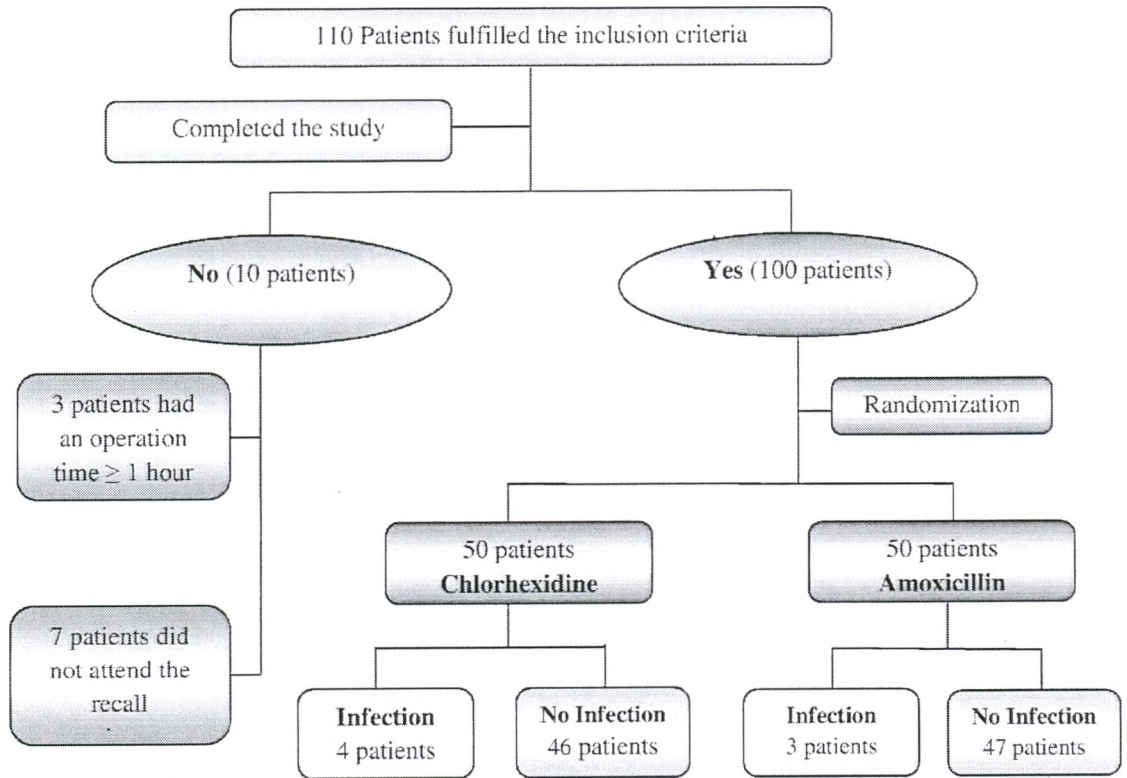 110 Patients fulfilled the inclusion criteria
Completed the study
No (10 patients)
Yes (100 patients)
3 patients had
an operation
time ≥ 1 hour
Randomization
50 patients
Chlorhexidine
50 patients
Amoxicillin
7 patients did
not attend the
recall
Infection
4 patients
No Infection
46 patients
Infection
3 patients
No Infection
47 patients